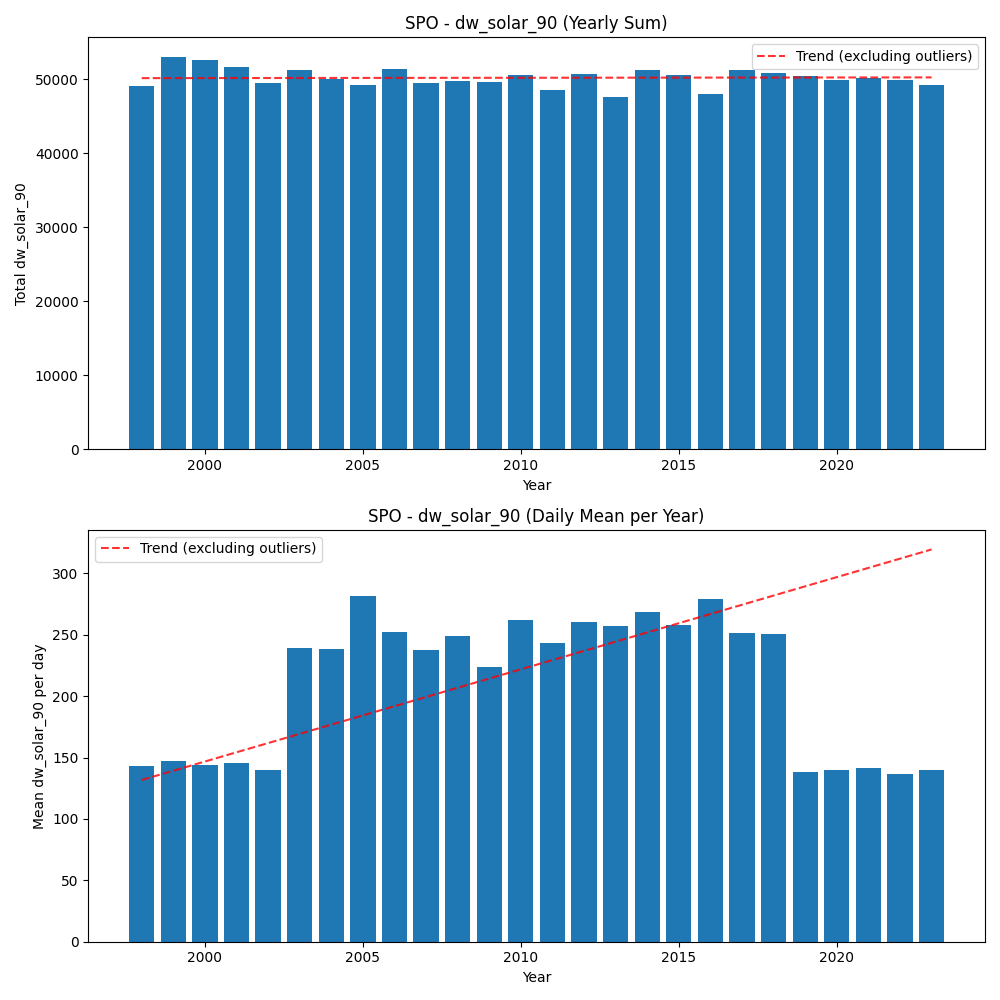 SPO - dw_solar_90 (Yearly Sum)
Trend (excluding outliers)
Total dw_solar_90
50000
40000
30000
20000
10000
0
2000 2005 2010 2015 2020
Year
SPO - dw_solar_90 (Daily Mean per Year)
Trend (excluding outliers)
Mean dw_solar_90 per day
300
250
200
150
100
50
0
2000 2005 2010 2015 2020
Year